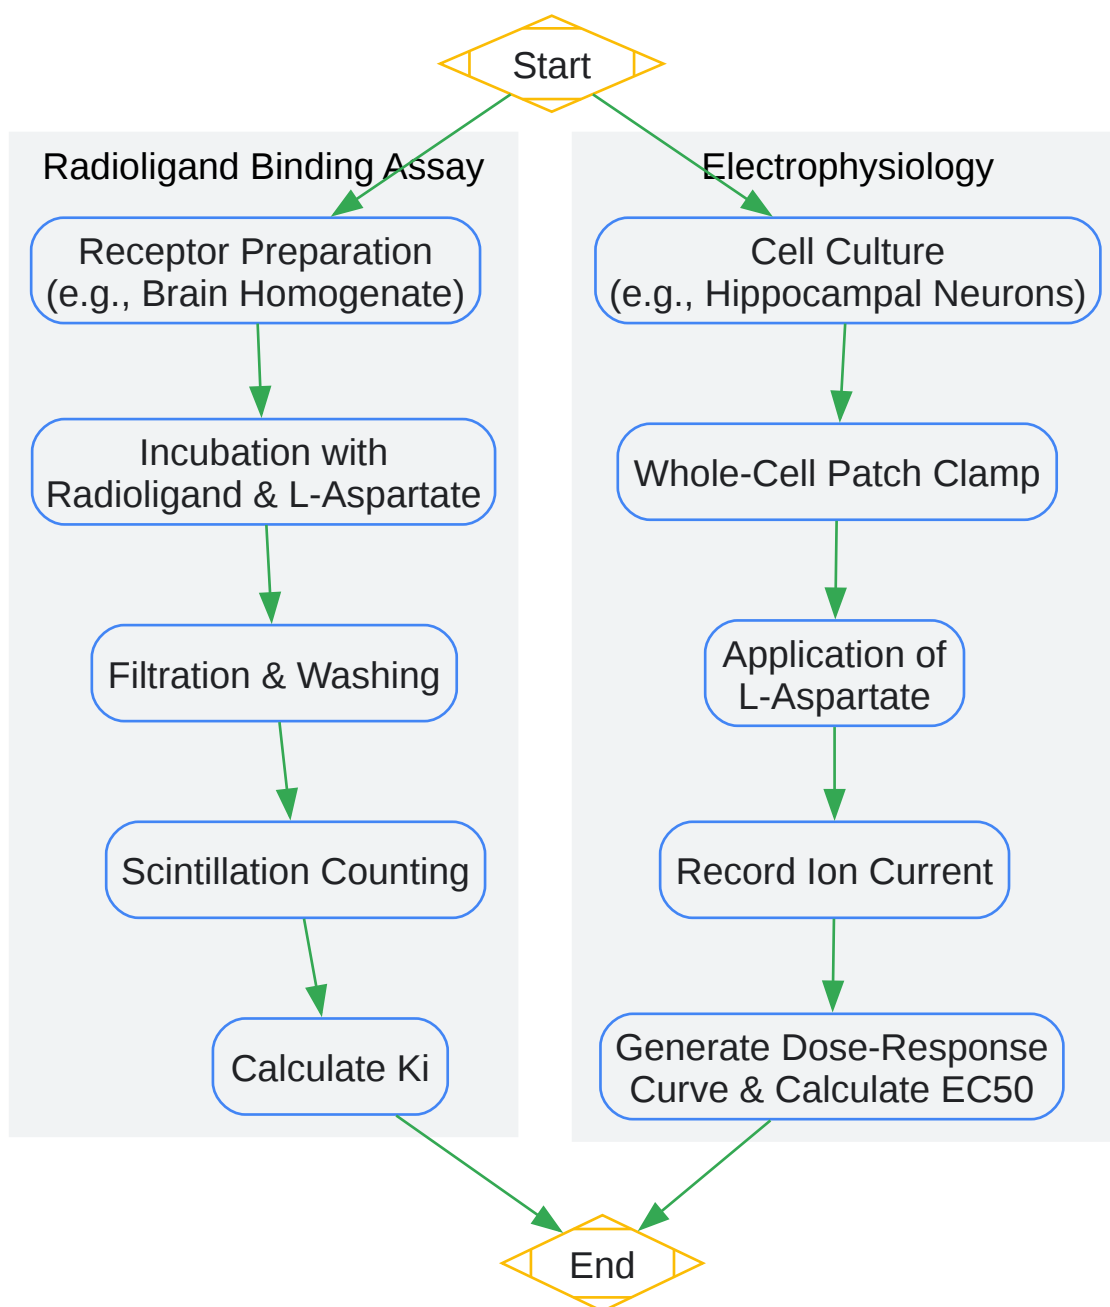 Start
Radioligand Binding Assay
Receptor Preparation
(e.g., Brain Homogenate)
Incubation with
Radioligand & L-Aspartate
Filtration & Washing
Scintillation Counting
Calculate Ki
Electrophysiology
Cell Culture
(e.g., Hippocampal Neurons)
Whole-Cell Patch Clamp
Application of
L-Aspartate
Record Ion Current
Generate Dose-Response
Curve & Calculate EC50
End